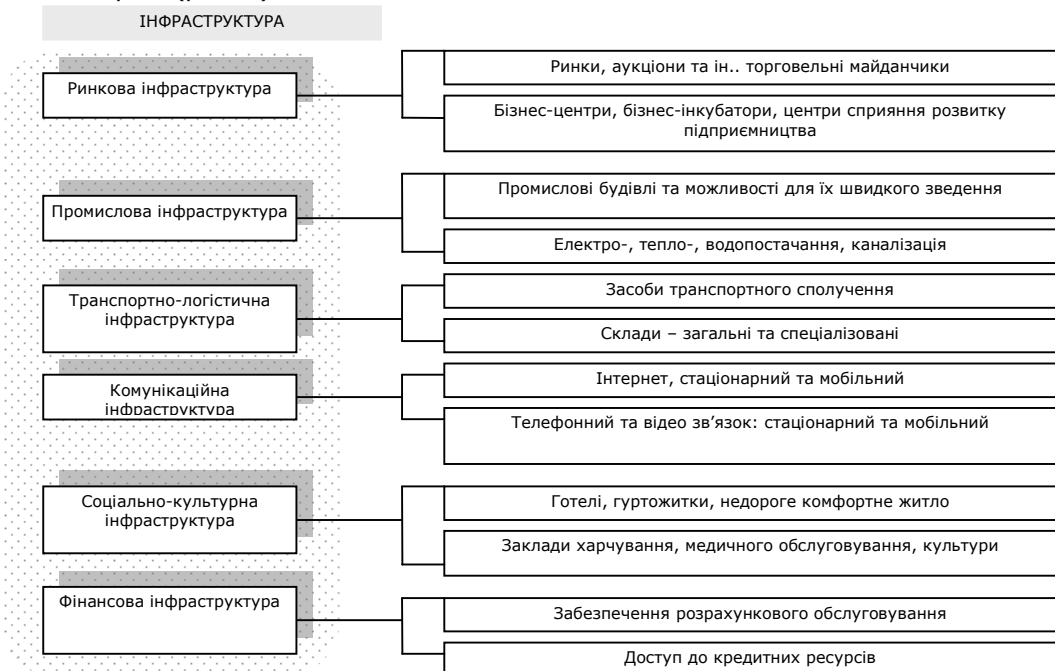 ІНФРАСТРУКТУРА
Ринкова інфраструктура
Ринки, аукціони та ін.. торговельні майданчики
Бізнес-центри, бізнес-інкубатори, центри сприяння розвитку
підприємництва
Промислова інфраструктура
Промислові будівлі та можливості для їх швидкого зведення
Електро-, тепло-, водопостачання, каналізація
Транспортно-логістична
інфраструктура
Засоби транспортного сполучення
Склади – загальні та спеціалізовані
Комунікаційна
інфраструктура
Інтернет, стаціонарний та мобільний
Телефонний та відео зв’язок: стаціонарний та мобільний
Соціально-культурна
інфраструктура
Готелі, гуртожитки, недороге комфортне житло
Заклади харчування, медичного обслуговування, культури
Фінансова інфраструктура
Забезпечення розрахункового обслуговування
Доступ до кредитних ресурсів